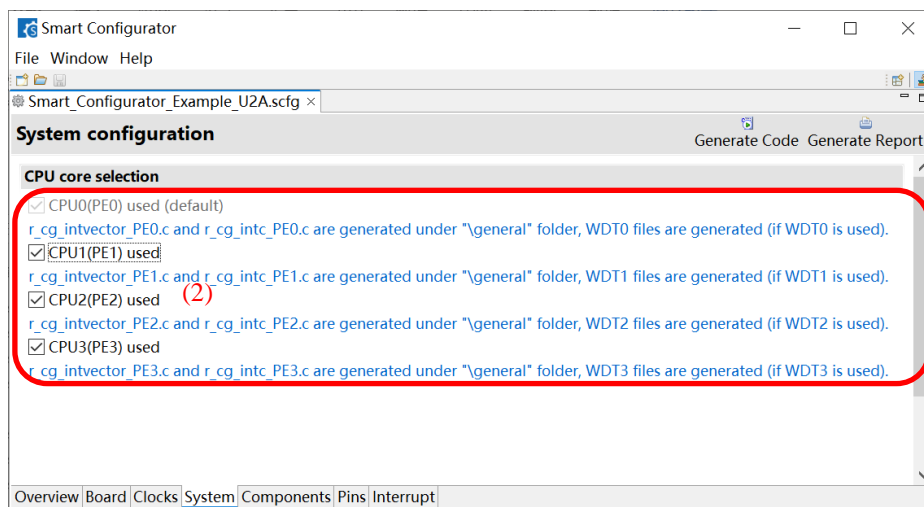 Smart Configurator
File Window Help
Smart_Configurator_Example_U2A.scfg
System configuration
Generate Code Generate Report
CPU core selection
CPU0(PE0) used (default)
r_cg_intvector_PE0.c and r_cg_intc_PE0.c are generated under "\general" folder, WDT0 files are generated (if WDT0 is used).
CPU1(PE1) used
r_cg_intvector_PE1.c and r_cg_intc_PE1.c are generated under "\general" folder, WDT1 files are generated (if WDT1 is used).
CPU2(PE2) used (2)
r_cg_intvector_PE2.c and r_cg_intc_PE2.c are generated under "\general" folder, WDT2 files are generated (if WDT2 is used).
CPU3(PE3) used
r_cg_intvector_PE3.c and r_cg_intc_PE3.c are generated under "\general" folder, WDT3 files are generated (if WDT3 is used).
Overview Board Clocks System Components Pins Interrupt